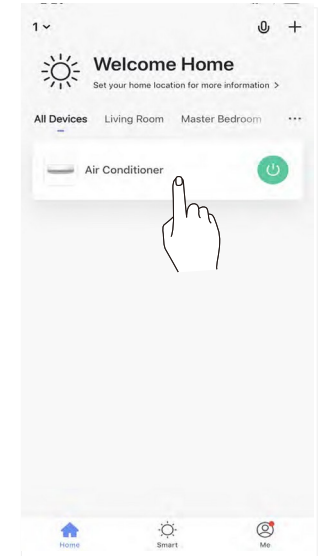 1
Welcome Home
Set your home location for more information >
All Devices Living Room Master Bedroom ...
Air Conditioner
Home Smart Me